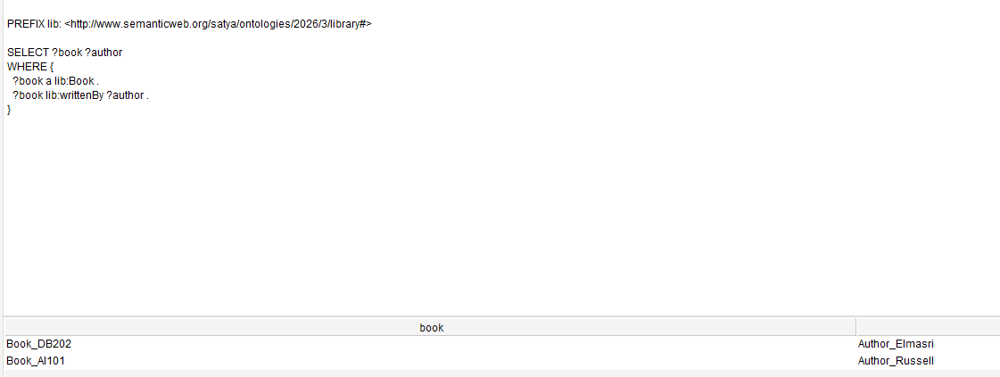 PREFIX lib: <http://www.semanticweb.org/satya/ontologies/2026/3/library#>
SELECT ?book ?author
WHERE {
  ?book a lib:Book .
  ?book lib:writtenBy ?author .
}
book
Book_DB202 Author_Elmasri
Book_AI101 Author_Russell